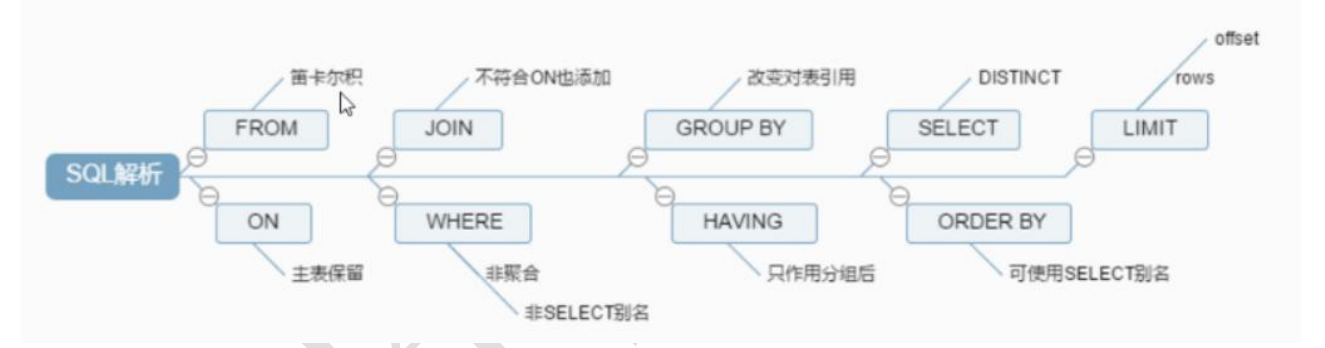 offset
笛卡尔积
不符合ON也添加
改变对表引用
DISTINCT
rows
FROM
JOIN
GROUP BY
SELECT
LIMIT
SQL解析
ON
WHERE
HAVING
ORDER BY
主表保留
非聚合
只作用分组后
可使用SELECT别名
非SELECT别名